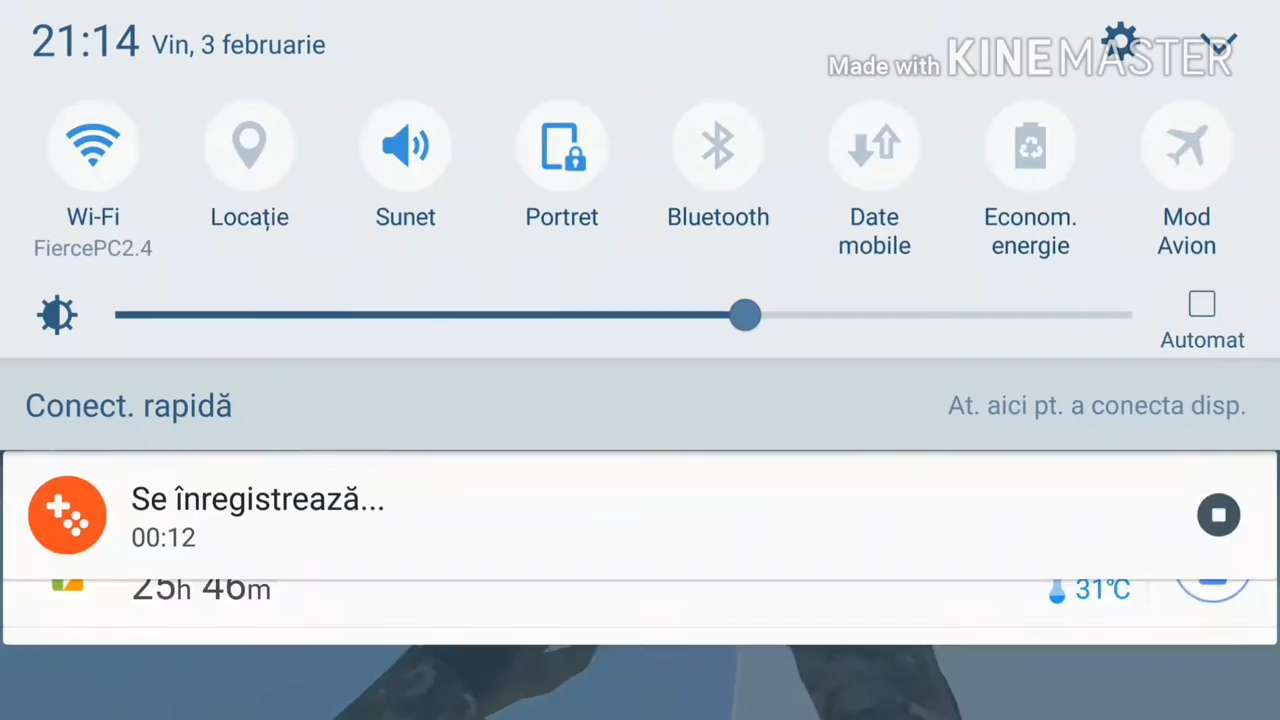 21:14 Vin, 3 februarie
Made with KINEMASTER
Wi-Fi
FiercePC2.4
Locație
Sunet
Portret
Bluetooth
Date
mobile
Econom.
energie
Mod
Avion
Automat
Conect. rapidă
At. aici pt. a conecta disp.
Se înregistrează...
00:12
25h 46m
31°C